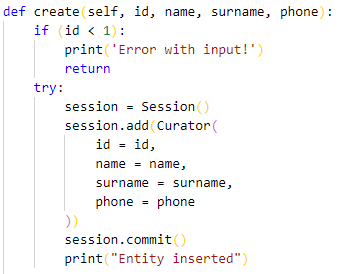 def create(self, id, name, surname, phone):
    if (id < 1):
        print('Error with input!')
        return
    try:
        session = Session()
        session.add(Curator(
            id = id,
            name = name,
            surname = surname,
            phone = phone
        ))
        session.commit()
        print("Entity inserted")